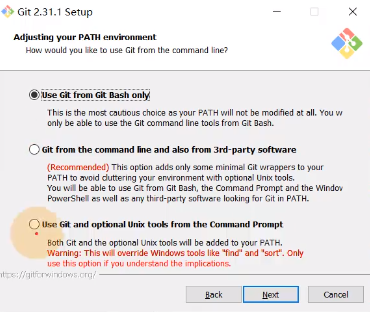 Git 2.31.1 Setup
Adjusting your PATH environment
How would you like to use Git from the command line?
Use Git from Git Bash only
This is the most cautious choice as your PATH will not be modified at all. You w
only be able to use the Git command line tools from Git Bash.
Git from the command line and also from 3rd-party software
(Recommended) This option adds only some minimal Git wrappers to your
PATH to avoid cluttering your environment with optional Unix tools.
You will be able to use Git from Git Bash, the Command Prompt and the Window
PowerShell as well as any third-party software looking for Git in PATH.
Use Git and optional Unix tools from the Command Prompt
Both Git and the optional Unix tools will be added to your PATH.
Warning: This will override Windows tools like "find" and "sort". Only
use this option if you understand the implications.
https://gitforwindows.org/
Back
Next
Cancel